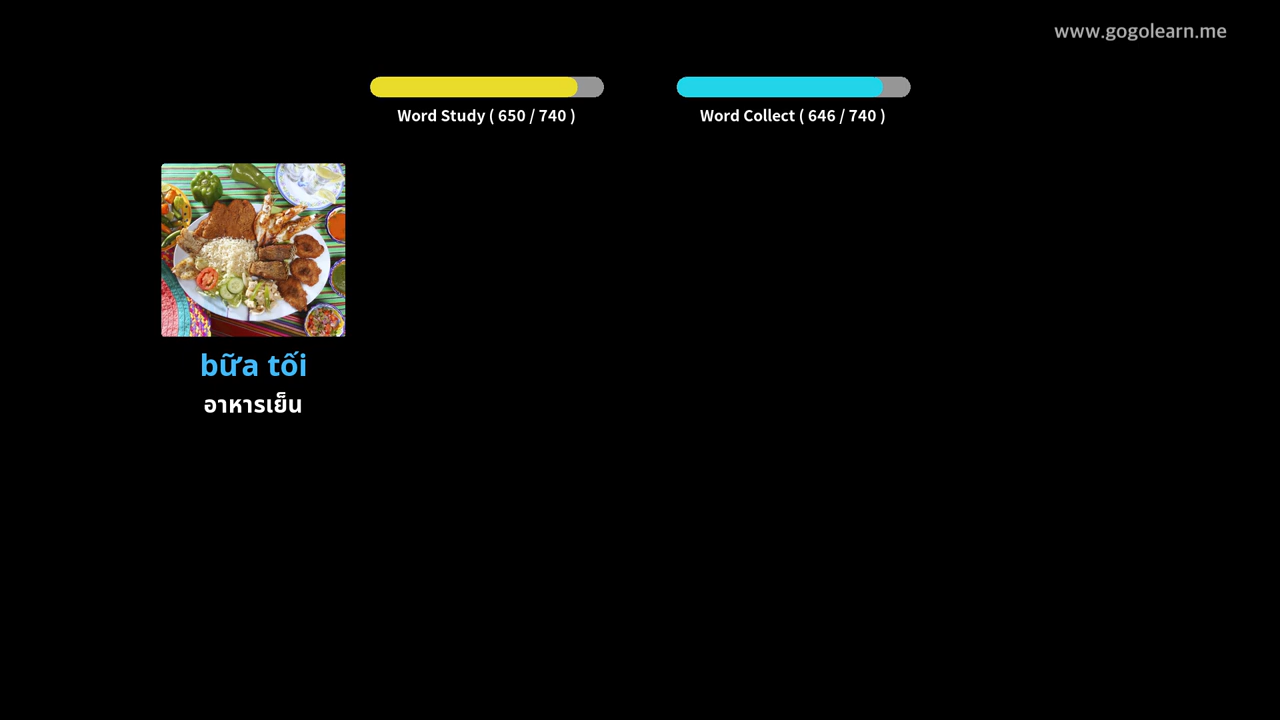 www.gogolearn.me
Word Study ( 650 / 740 )
Word Collect ( 646 / 740 )
bữa tối
อาหารเย็น